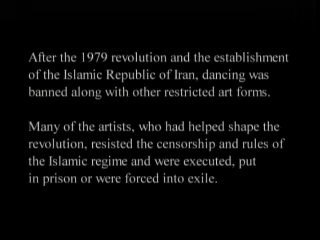 After the 1979 revolution and the establishment
of the Islamic Republic of Iran, dancing was
banned along with other restricted art forms.
Many of the artists, who had helped shape the
revolution, resisted the censorship and rules of
the Islamic regime and were executed, put
in prison or were forced into exile.